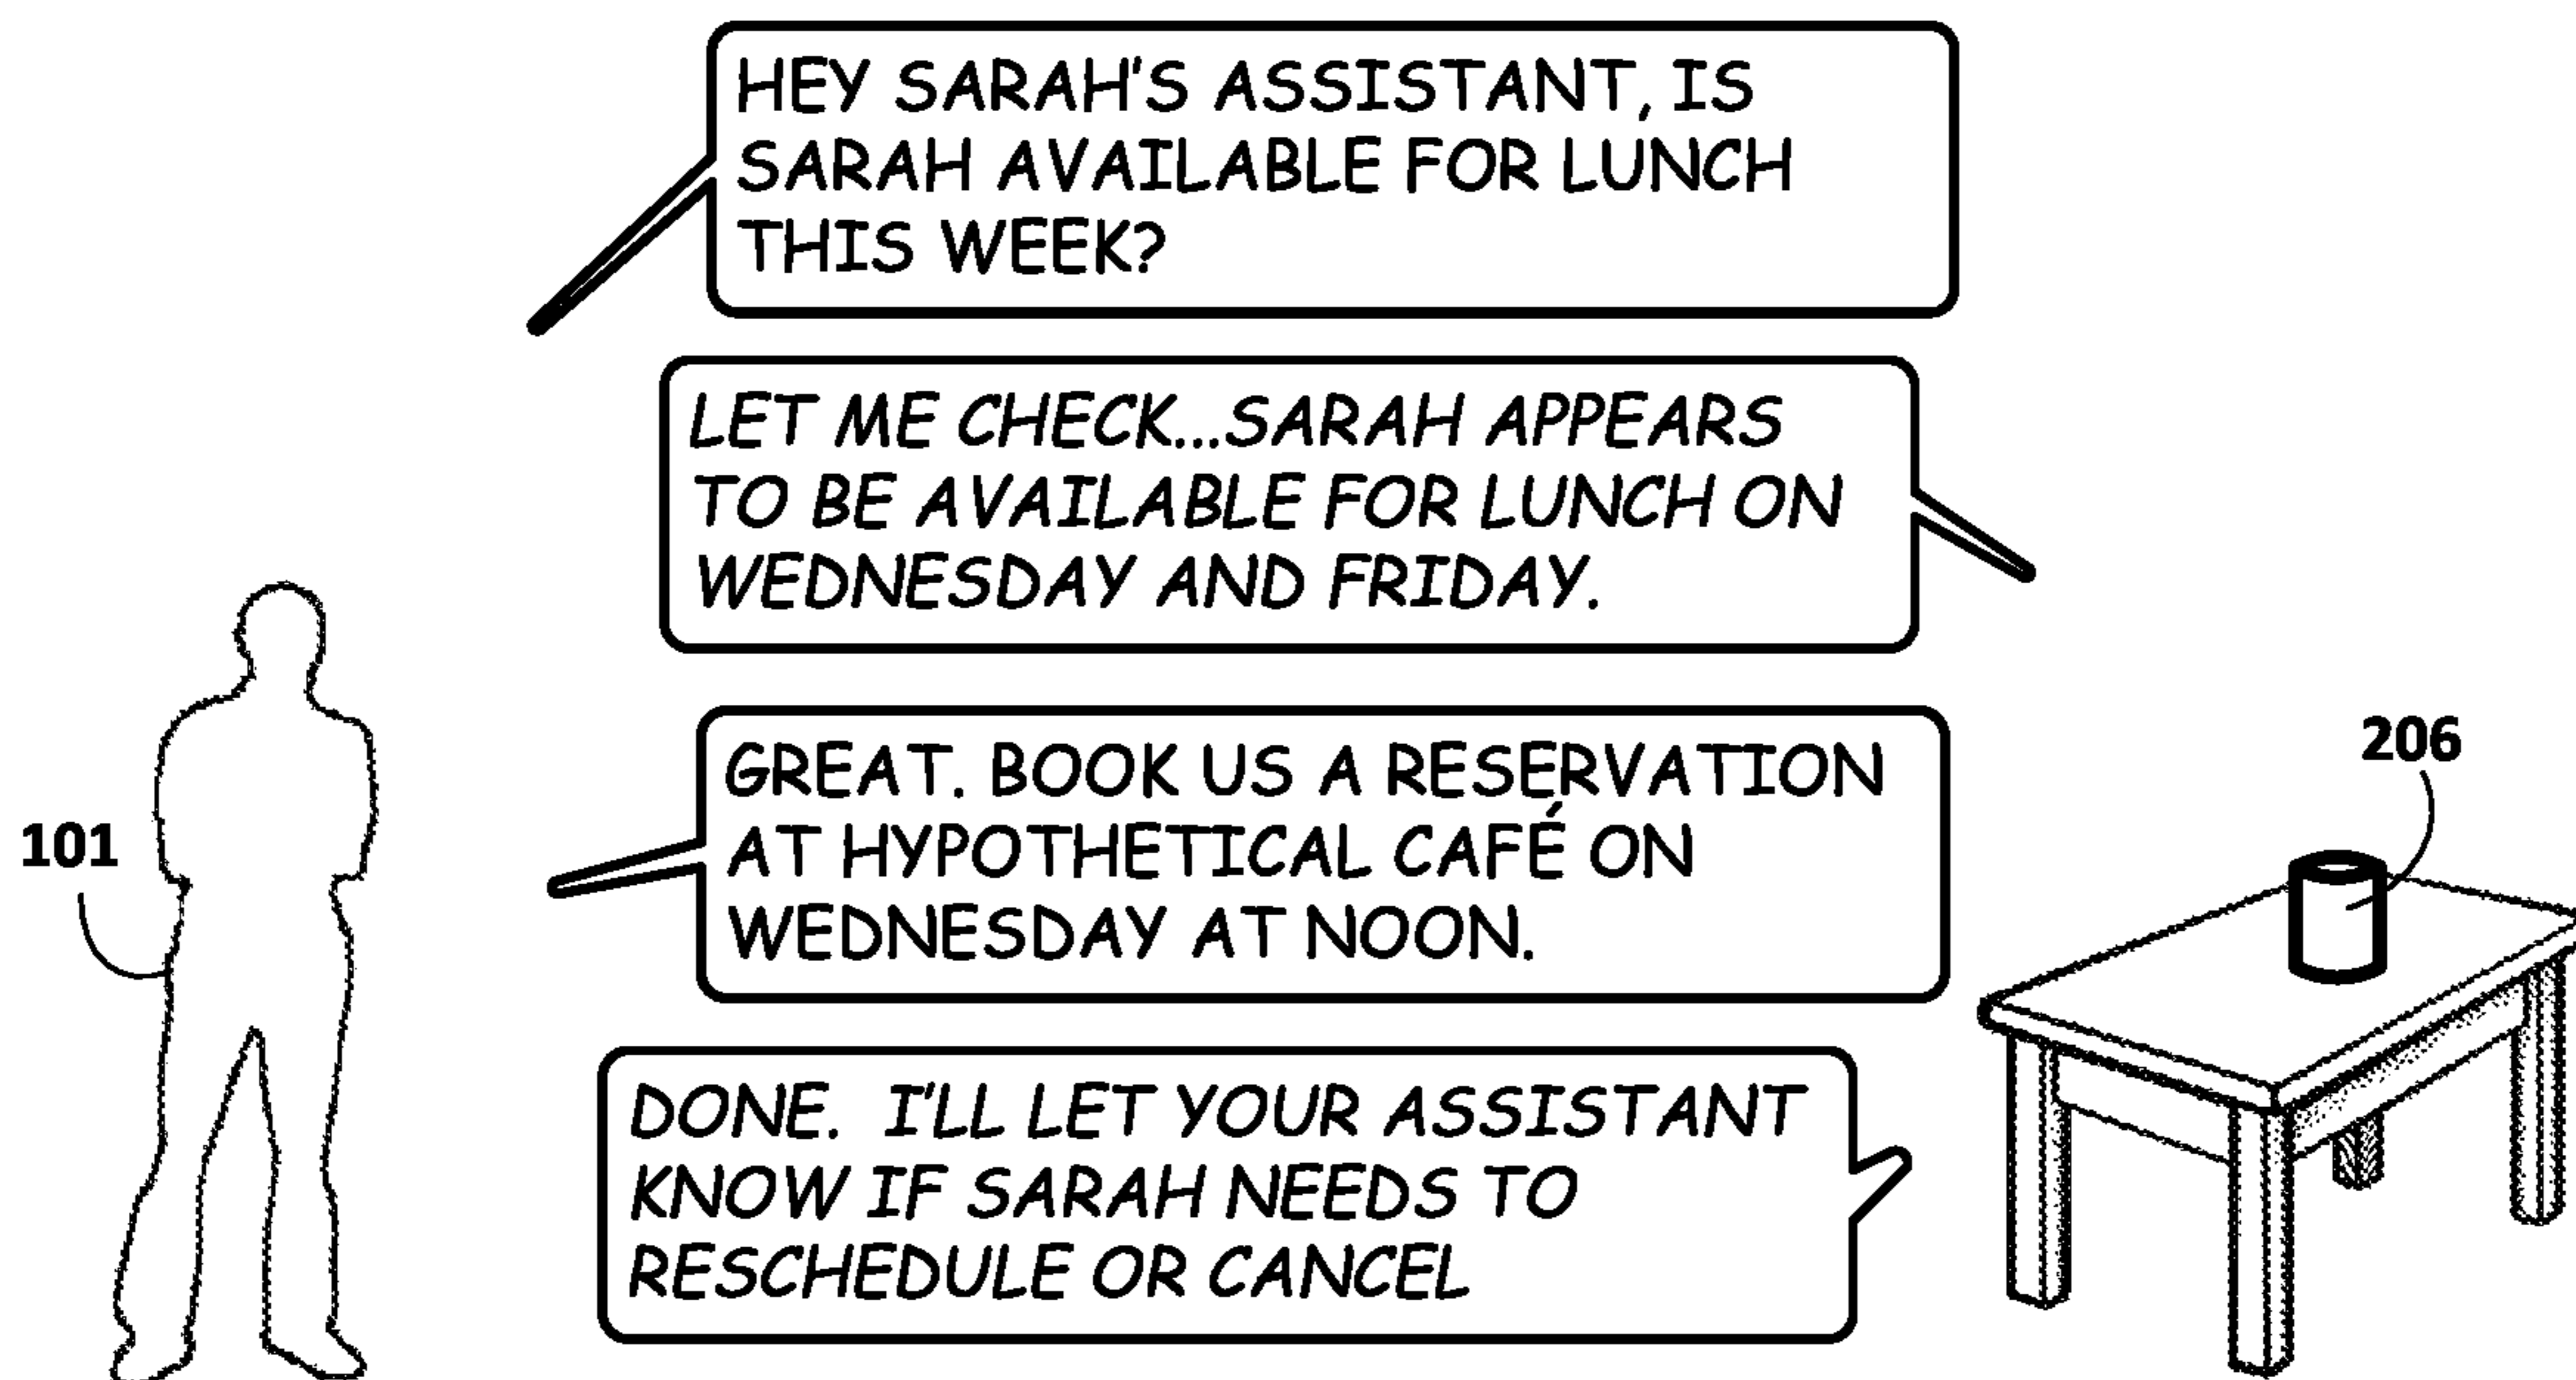 HEY SARAH'S ASSISTANT, IS
SARAH AVAILABLE FOR LUNCH
THIS WEEK?
LET ME CHECK...SARAH APPEARS
TO BE AVAILABLE FOR LUNCH ON
WEDNESDAY AND FRIDAY.
GREAT. BOOK US A RESERVATION
AT HYPOTHETICAL CAFÉ ON
WEDNESDAY AT NOON.
DONE.  I'LL LET YOUR ASSISTANT
KNOW IF SARAH NEEDS TO
RESCHEDULE OR CANCEL
101
206